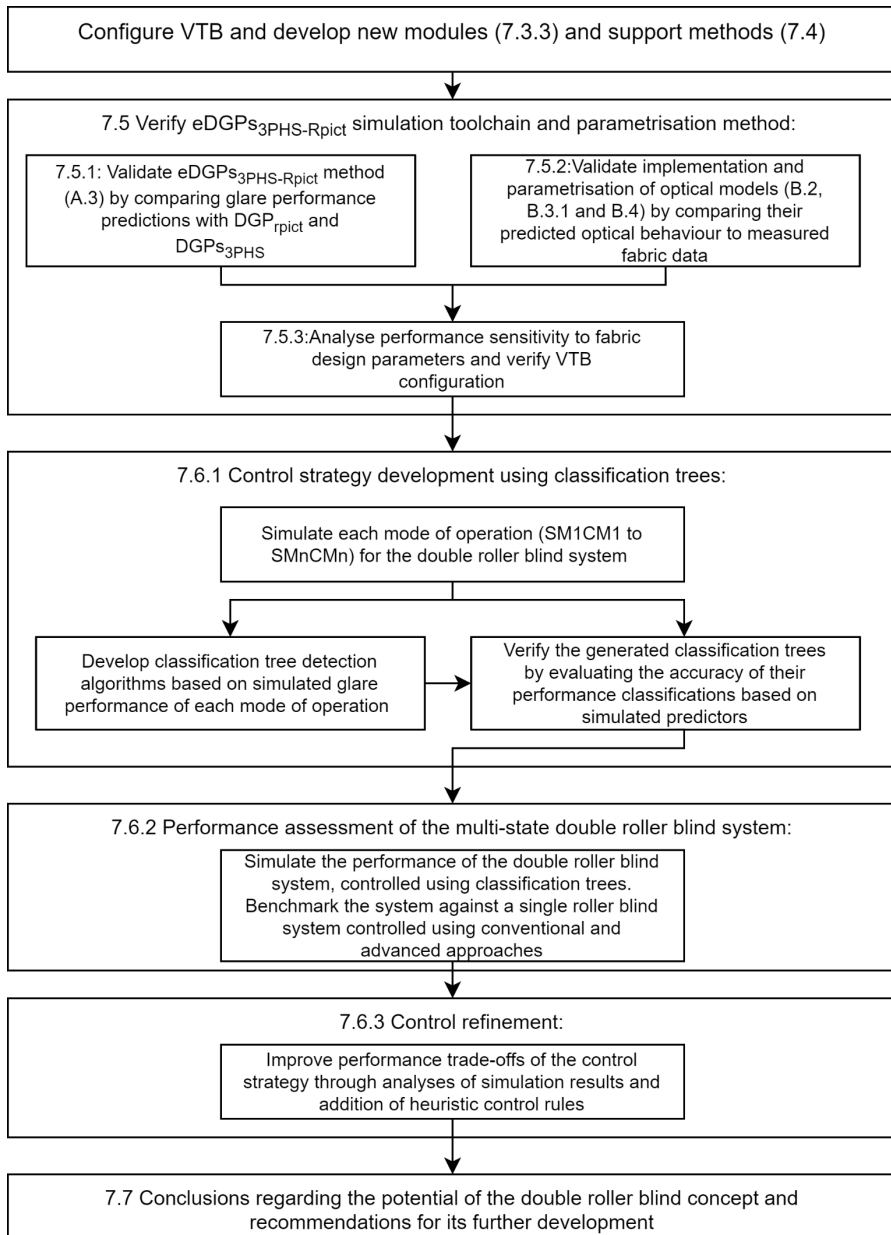 Configure VTB and develop new modules (7.3.3) and support methods (7.4)
7.5 Verify eDGPs3PHS-Rpict simulation toolchain and parametrisation method:
7.5.1: Validate eDGPs3PHS-Rpict method
(A.3) by comparing glare performance
predictions with DGPrpict and
DGPs3PHS
7.5.2:Validate implementation and
parametrisation of optical models (B.2,
B.3.1 and B.4) by comparing their
predicted optical behaviour to measured
fabric data
7.5.3:Analyse performance sensitivity to fabric
design parameters and verify VTB
configuration
7.6.1 Control strategy development using classification trees:
Simulate each mode of operation (SM1CM1 to
SMnCMn) for the double roller blind system
Develop classification tree detection
algorithms based on simulated glare
performance of each mode of operation
Verify the generated classification trees
by evaluating the accuracy of their
performance classifications based on
simulated predictors
7.6.2 Performance assessment of the multi-state double roller blind system:
Simulate the performance of the double roller blind
system, controlled using classification trees.
Benchmark the system against a single roller blind
system controlled using conventional and
advanced approaches
7.6.3 Control refinement:
Improve performance trade-offs of the control
strategy through analyses of simulation results and
addition of heuristic control rules
7.7 Conclusions regarding the potential of the double roller blind concept and
recommendations for its further development